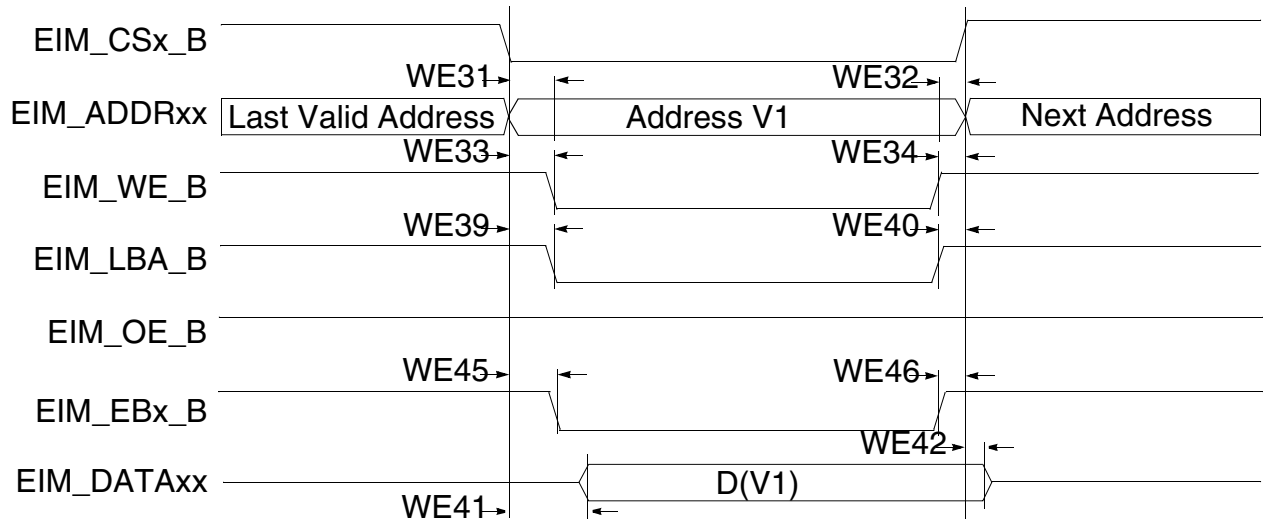 EIM_CSx_B
WE31
WE32
EIM_ADDRxx
Last Valid Address
Address V1
Next Address
WE33
WE34
EIM_WE_B
WE39
WE40
EIM_LBA_B
EIM_OE_B
WE45
WE46
EIM_EBx_B
WE42
EIM_DATAxx
D(V1)
WE41